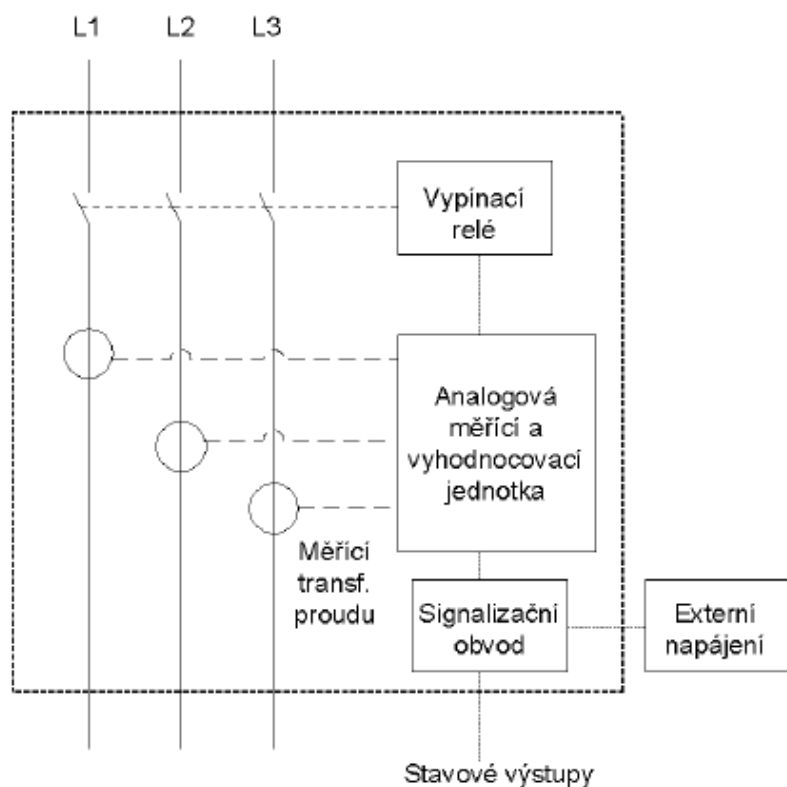 L1 L2 L3
Vypínací
relé
Analogová
měřící a
vyhodnocovací
jednotka
Měřící
transf.
proudu
Signalizační
obvod
Externí
napájení
Stavové výstupy